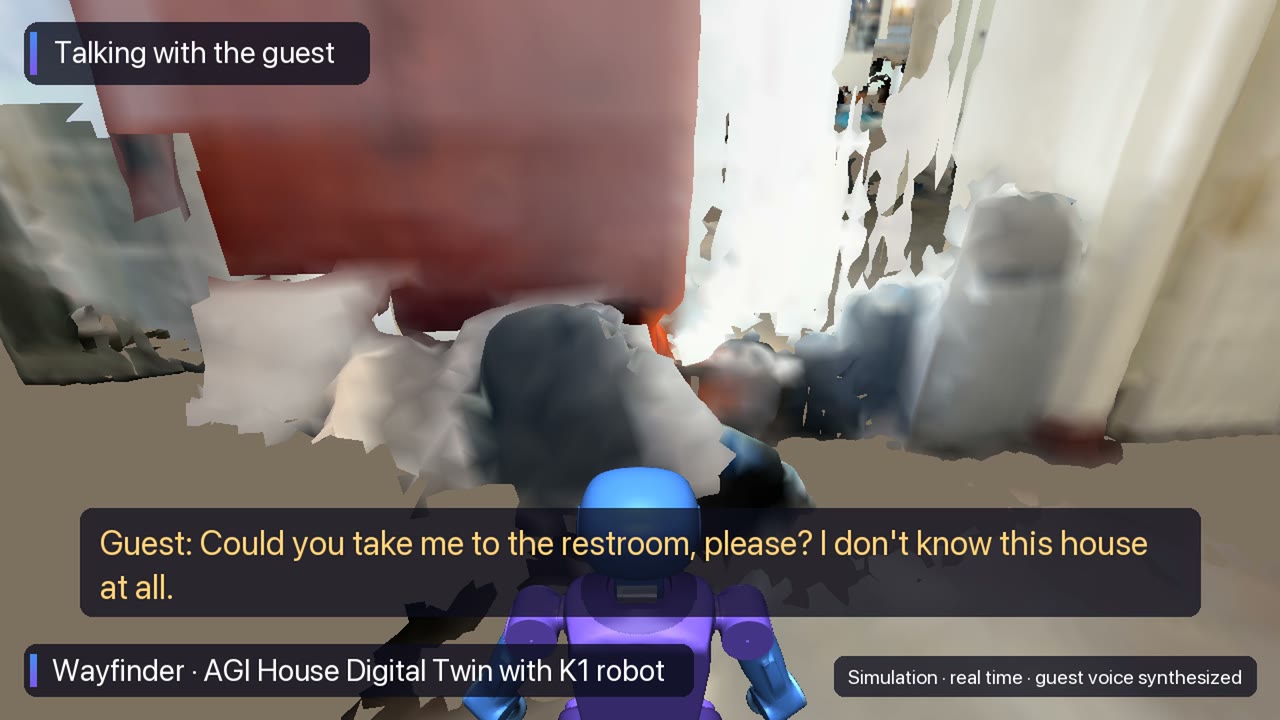 Talking with the guest
Guest: Could you take me to the restroom, please? I don't know this house
at all.
Wayfinder · AGI House Digital Twin with K1 robot
Simulation · real time · guest voice synthesized